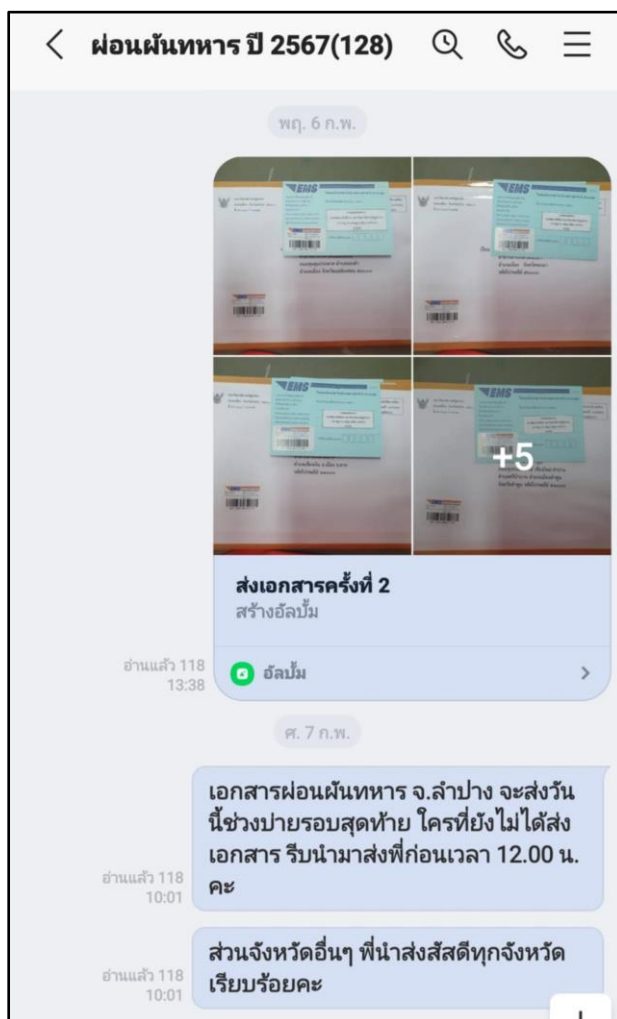 ผ่อนผันทหาร ปี 2567(128)
พฤ. 6 ก.พ.
EMS
EMS
EMS
EMS
+5
ส่งเอกสารครั้งที่ 2
สร้างอัลบั้ม
อ่านแล้ว 118
13:38
อัลบั้ม
ศ. 7 ก.พ.
เอกสารผ่อนผันทหาร จ.ลำปาง จะส่งวัน
นี้ช่วงบ่ายรอบสุดท้าย ใครที่ยังไม่ได้ส่ง
เอกสาร รีบนำมาส่งพี่ก่อนเวลา 12.00 น.
คะ
อ่านแล้ว 118
10:01
ส่วนจังหวัดอื่นๆ พี่นำส่งสัสดีทุกจังหวัด
เรียบร้อยคะ
อ่านแล้ว 118
10:01